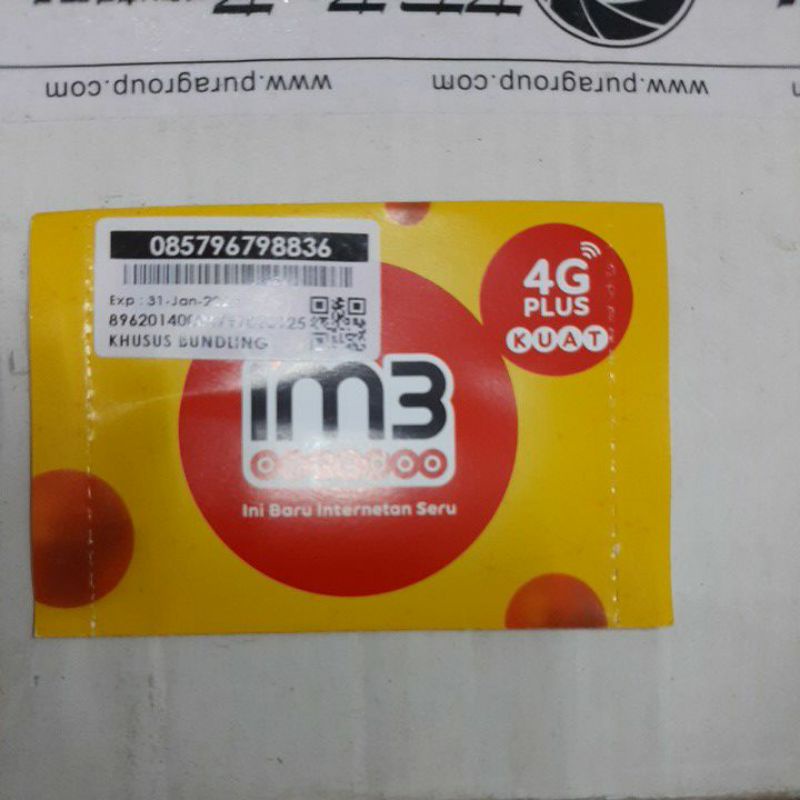 www.puragroup.com www.puragroup.com
085796798836
Exp : 31-Jan-
KHUSUS BUNDLING
4G
PLUS
KUAT
IM3
OOREDOO
Ini Baru Internetan Seru